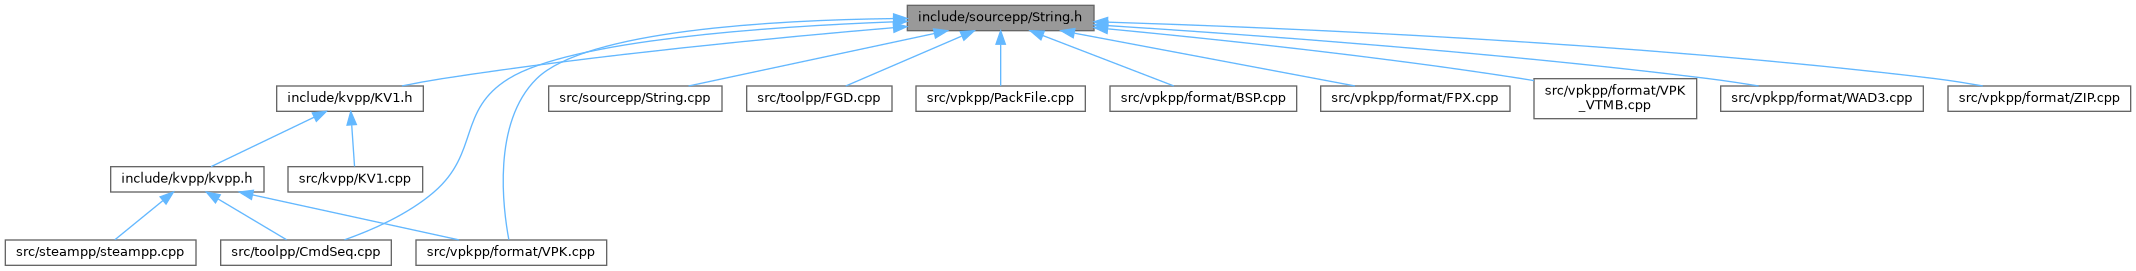 include/sourcepp/String.h
include/kvpp/KV1.h
src/sourcepp/String.cpp
src/toolpp/FGD.cpp
src/vpkpp/PackFile.cpp
src/vpkpp/format/BSP.cpp
src/vpkpp/format/FPX.cpp
src/vpkpp/format/VPK
_VTMB.cpp
src/vpkpp/format/WAD3.cpp
src/vpkpp/format/ZIP.cpp
include/kvpp/kvpp.h
src/kvpp/KV1.cpp
src/steampp/steampp.cpp
src/toolpp/CmdSeq.cpp
src/vpkpp/format/VPK.cpp